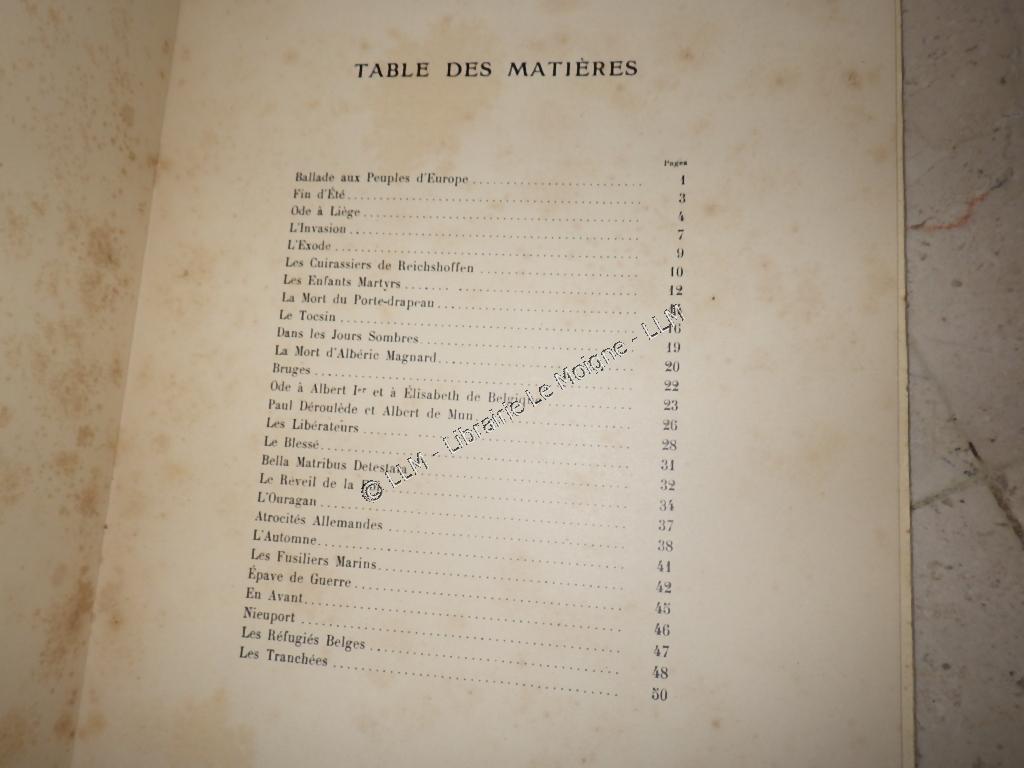 TABLE DES MATIÈRES
Pages
Ballade aux Peuples d'Europe 1
Fin d'Été 3
Ode à Liège 4
L'Invasion 7
L'Exode 9
Les Cuirassiers de Reichshoffen 10
Les Enfants Martyrs 12
La Mort du Porte-drapeau
Le Tocsin 16
Dans les Jours Sombres 19
La Mort d'Albéric Magnard 20
Bruges 22
Ode à Albert Ier et à Élisabeth de Belgique 23
Paul Déroulède et Albert de Mun 26
Les Libérateurs 28
Le Blessé 31
Bella Matribus Detestata 32
Le Réveil de la 34
L'Ouragan 37
Atrocités Allemandes 38
L'Automne 41
Les Fusiliers Marins 42
Épave de Guerre 45
En Avant 46
Nieuport 47
Les Réfugiés Belges 48
Les Tranchées 50
© LLM - Librairie Le Moigne - LLM